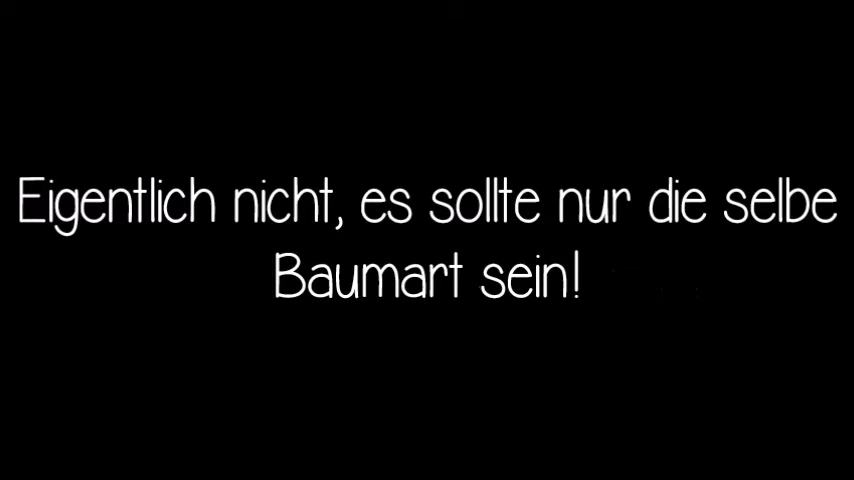 Eigentlich nicht, es sollte nur die selbe
Baumart sein!